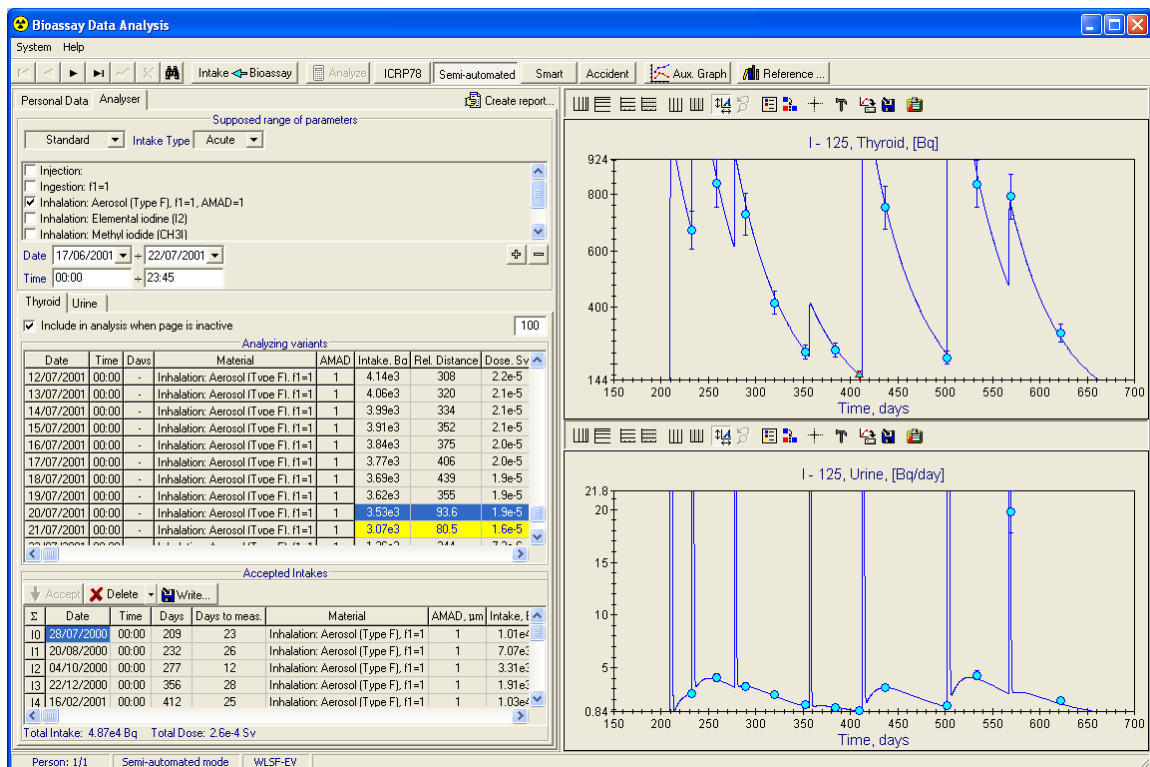 Bioassay Data Analysis
System Help
Intake Bioassay Analyze ICRP78 Semi-automated Smart Accident Aux. Graph Reference ...
Personal Data Analyser Create report...
Supposed range of parameters
Standard Intake Type Acute
Injection:
Ingestion: f1=1
Inhalation: Aerosol (Type F), f1=1, AMAD=1
Inhalation: Elemental iodine (I2)
Inhalation: Methyl iodide (CH3I)
Date 17/06/2001 ÷ 22/07/2001
Time 00:00 ÷ 23:45
Thyroid Urine
Include in analysis when page is inactive 100
Analyzing variants
Date Time Days Material AMAD Intake, Bq Rel. Distance Dose, Sv
12/07/2001 00:00 - Inhalation: Aerosol (Type F), f1=1 1 4.14e3 308 2.2e-5
13/07/2001 00:00 - Inhalation: Aerosol (Type F), f1=1 1 4.06e3 320 2.1e-5
14/07/2001 00:00 - Inhalation: Aerosol (Type F), f1=1 1 3.99e3 334 2.1e-5
15/07/2001 00:00 - Inhalation: Aerosol (Type F), f1=1 1 3.91e3 352 2.1e-5
16/07/2001 00:00 - Inhalation: Aerosol (Type F), f1=1 1 3.84e3 375 2.0e-5
17/07/2001 00:00 - Inhalation: Aerosol (Type F), f1=1 1 3.77e3 406 2.0e-5
18/07/2001 00:00 - Inhalation: Aerosol (Type F), f1=1 1 3.69e3 439 1.9e-5
19/07/2001 00:00 - Inhalation: Aerosol (Type F), f1=1 1 3.62e3 355 1.9e-5
20/07/2001 00:00 - Inhalation: Aerosol (Type F), f1=1 1 3.53e3 93.6 1.9e-5
21/07/2001 00:00 - Inhalation: Aerosol (Type F), f1=1 1 3.07e3 80.5 1.6e-5
Accepted Intakes
Accept Delete Write...
Σ Date Time Days Days to meas. Material AMAD, µm Intake,
I0 28/07/2000 00:00 209 23 Inhalation: Aerosol (Type F), f1=1 1 1.01e
I1 20/08/2000 00:00 232 26 Inhalation: Aerosol (Type F), f1=1 1 7.07e
I2 04/10/2000 00:00 277 12 Inhalation: Aerosol (Type F), f1=1 1 3.31e
I3 22/12/2000 00:00 356 28 Inhalation: Aerosol (Type F), f1=1 1 1.91e
I4 16/02/2001 00:00 412 25 Inhalation: Aerosol (Type F), f1=1 1 1.03e
Total Intake: 4.87e4 Bq Total Dose: 2.6e-4 Sv
Person: 1/1 Semi-automated mode WLSF-EV
I - 125, Thyroid, [Bq]
924
800
600
400
144
150 200 250 300 350 400 450 500 550 600 650 700
Time, days
I - 125, Urine, [Bq/day]
21.8
20
15
10
5
0.84
150 200 250 300 350 400 450 500 550 600 650 700
Time, days